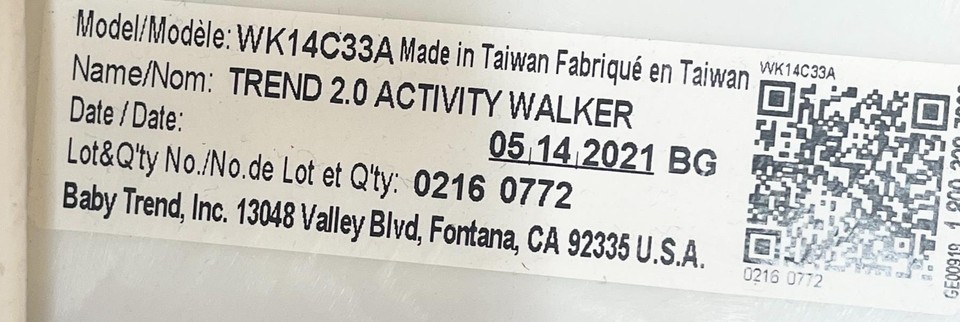 Model/Modèle: WK14C33A Made in Taiwan Fabriqué en Taiwan
Name/Nom: TREND 2.0 ACTIVITY WALKER
Date / Date: 05 14 2021 BG
Lot&Q'ty No./No.de Lot et Q'ty: 0216 0772
Baby Trend, Inc. 13048 Valley Blvd, Fontana, CA 92335 U.S.A.
WK14C33A
0216 0772